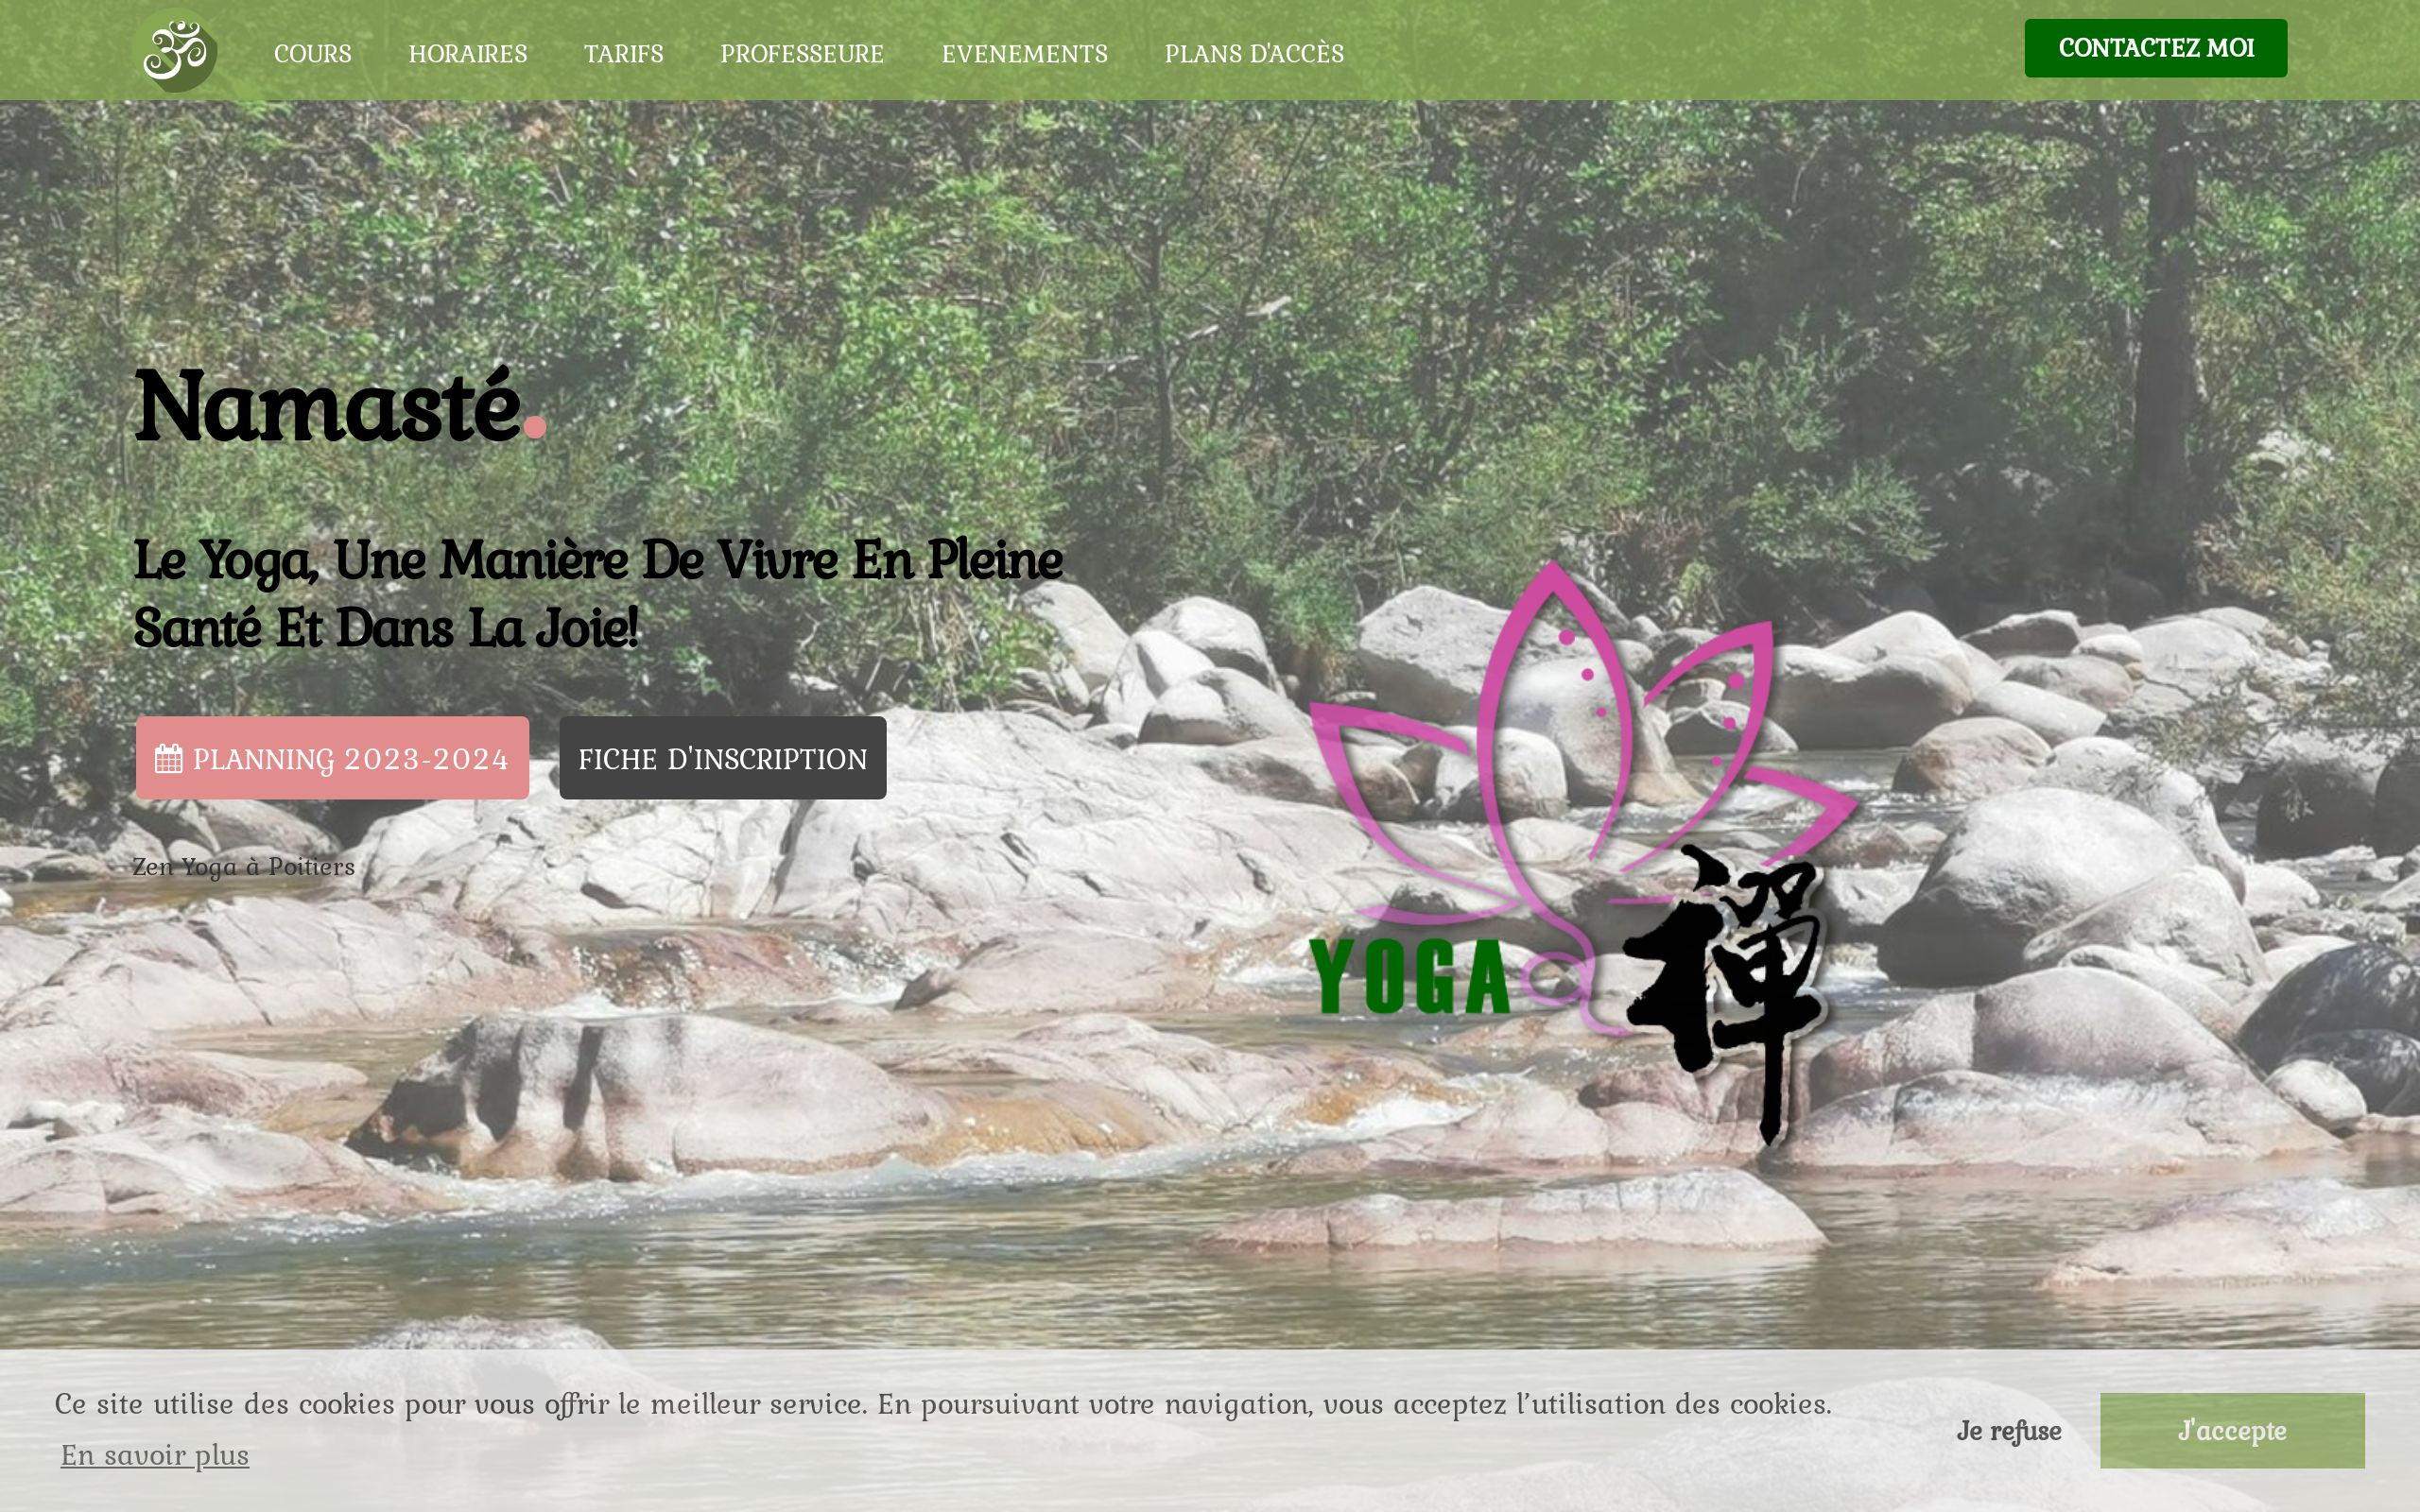 ॐ COURS HORAIRES TARIFS PROFESSEURE EVENEMENTS PLANS D'ACCÈS CONTACTEZ MOI
Namasté.
Le Yoga, Une Manière De Vivre En Pleine
Santé Et Dans La Joie!
PLANNING 2023-2024 FICHE D'INSCRIPTION
Zen Yoga à Poitiers
YOGA 禪
Ce site utilise des cookies pour vous offrir le meilleur service. En poursuivant votre navigation, vous acceptez l’utilisation des cookies.
En savoir plus
Je refuse J'accepte